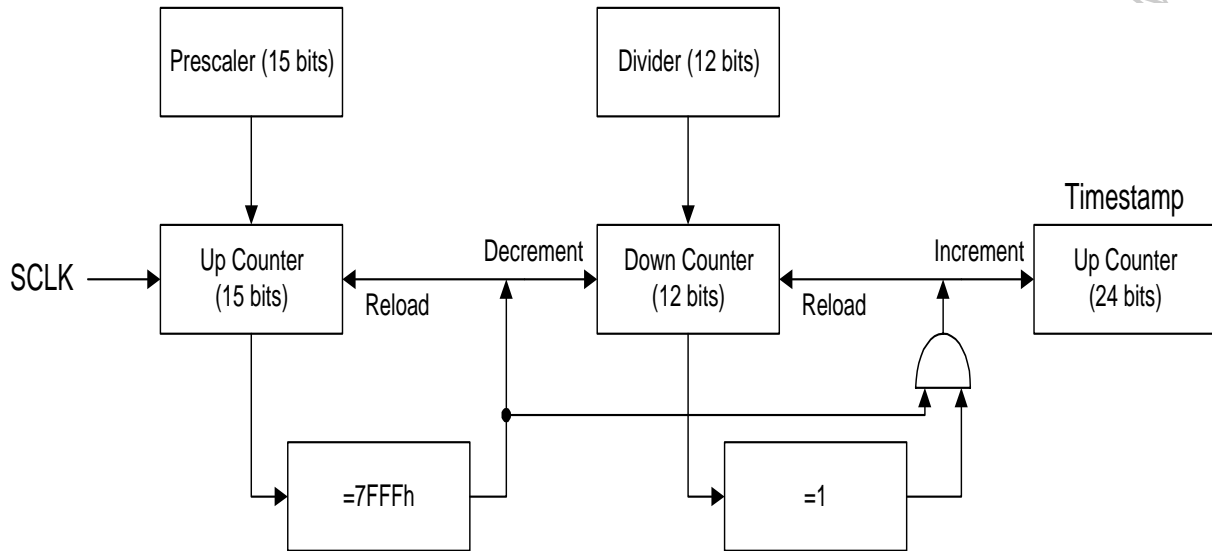 Prescaler (15 bits)
Divider (12 bits)
Timestamp
SCLK
Up Counter
(15 bits)
Decrement
Reload
Down Counter
(12 bits)
Increment
Reload
Up Counter
(24 bits)
=7FFFh
=1